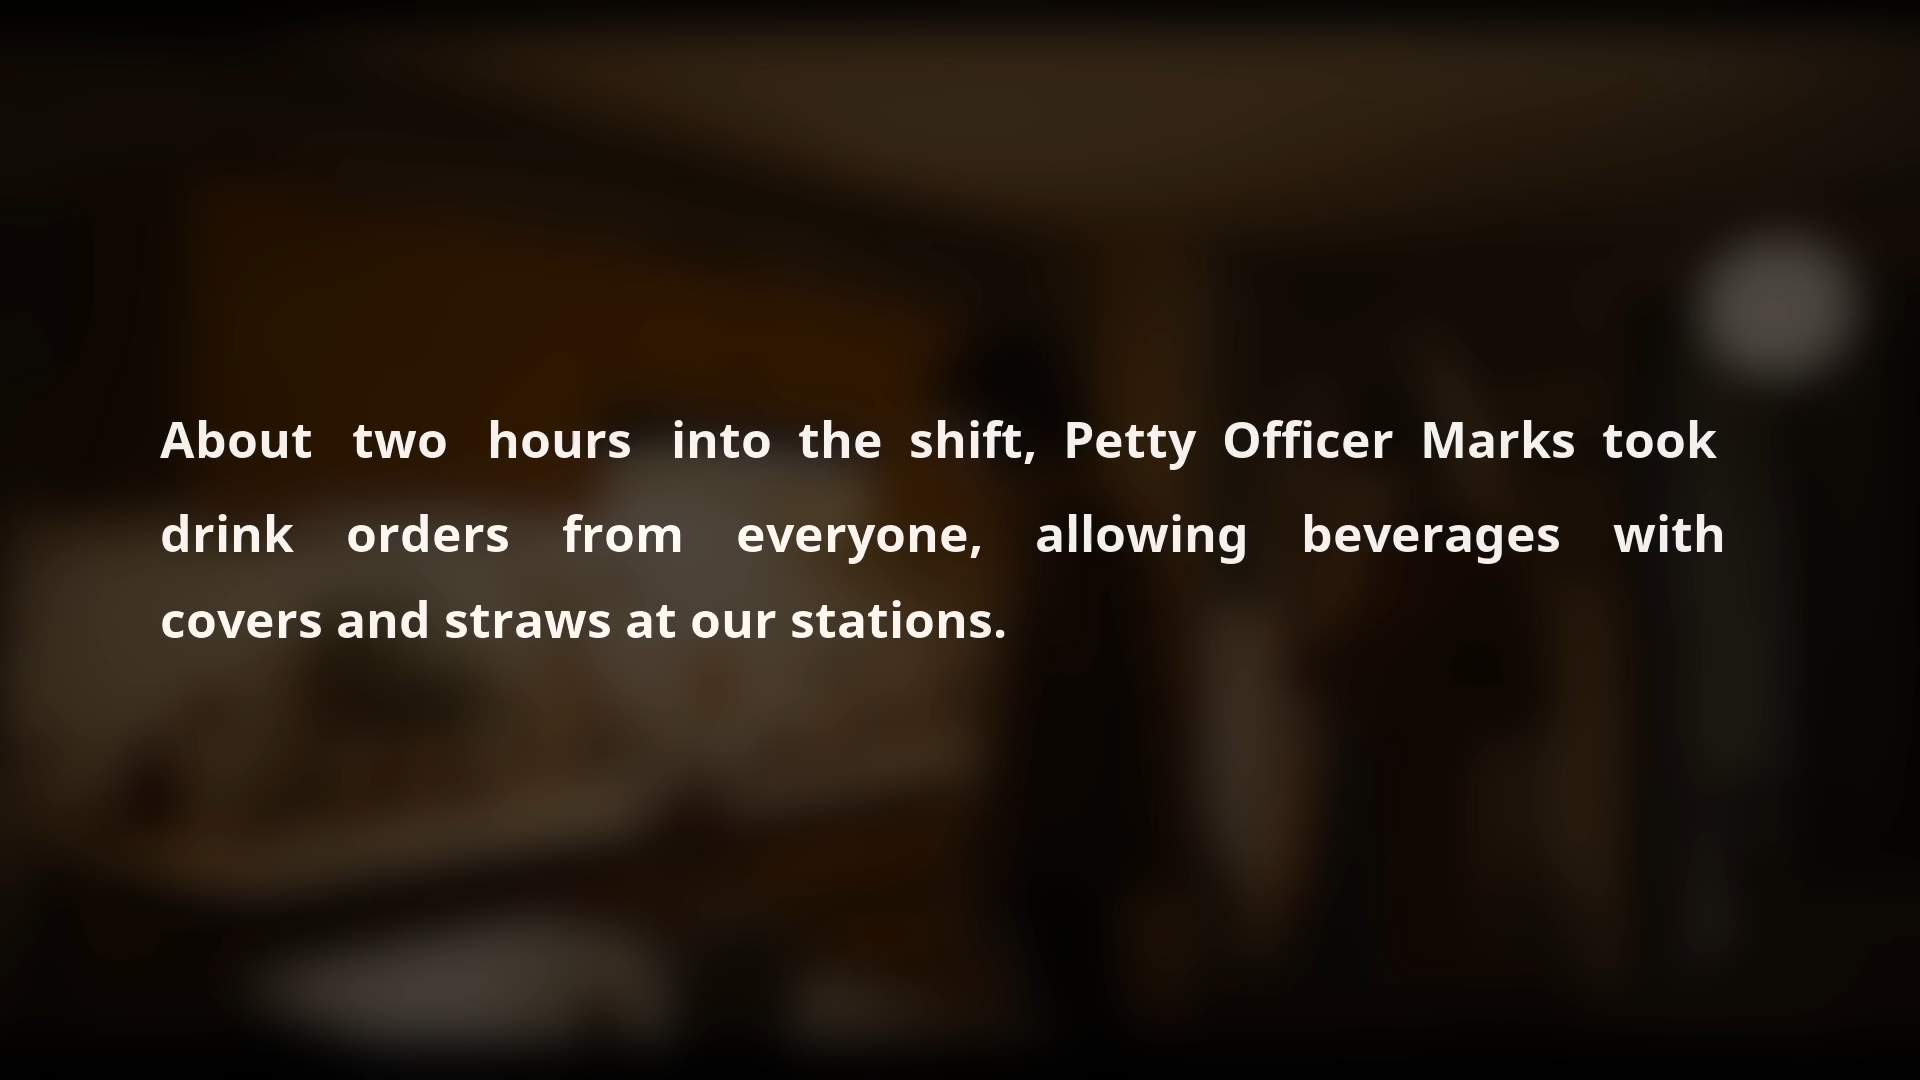 About two hours into the shift, Petty Officer Marks took
drink orders from everyone, allowing beverages with
covers and straws at our stations.